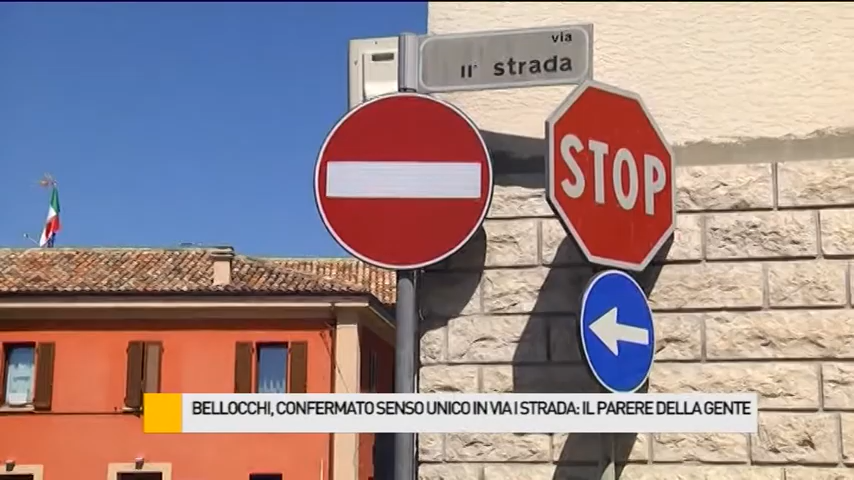 via
II° strada
STOP
BELLOCCHI, CONFERMATO SENSO UNICO IN VIA I STRADA: IL PARERE DELLA GENTE